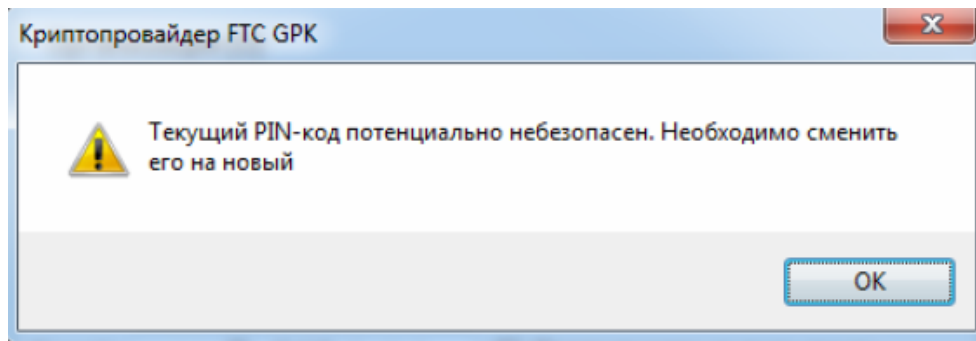 Криптопровайдер FTC GPK
Текущий PIN-код потенциально небезопасен. Необходимо сменить
его на новый
OK